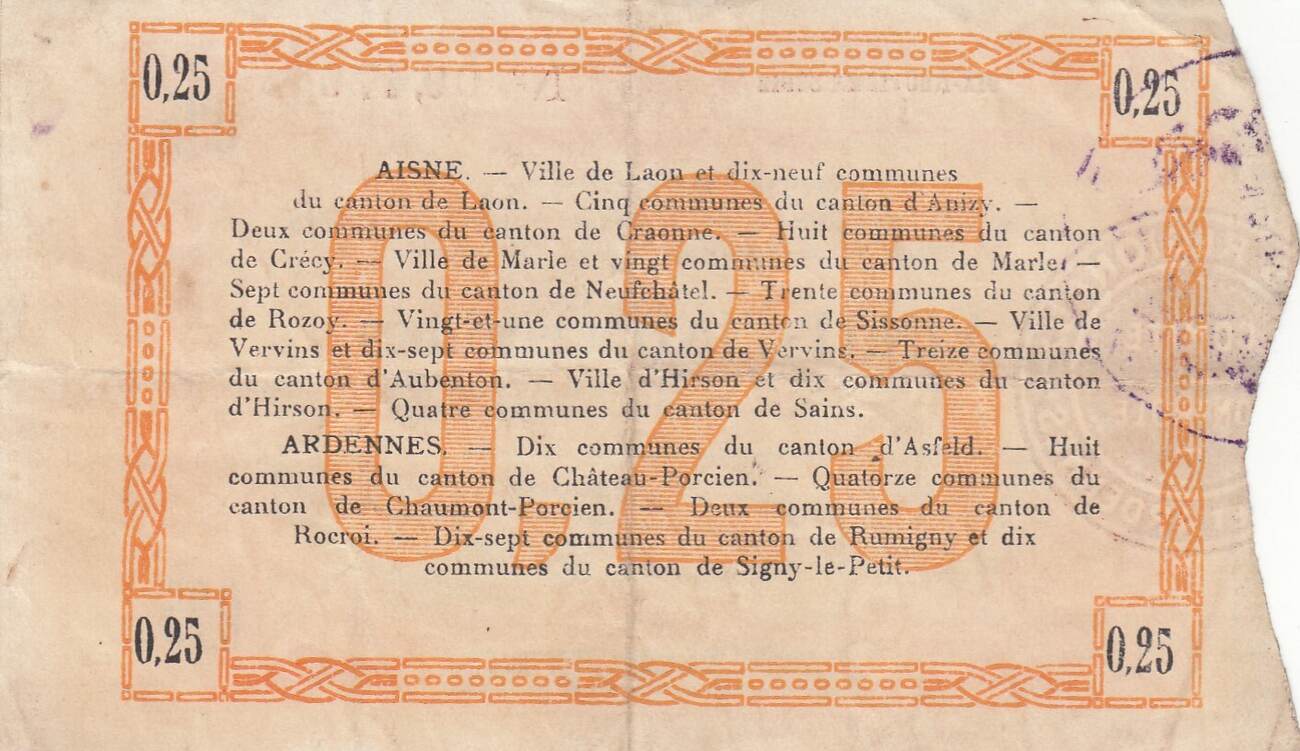 0,25
0,25
AISNE. — Ville de Laon et dix-neuf communes
du canton de Laon. — Cinq communes du canton d'Anizy. —
Deux communes du canton de Craonne. — Huit communes du canton
de Crécy. — Ville de Marle et vingt communes du canton de Marle. —
Sept communes du canton de Neufchâtel. — Trente communes du canton
de Rozoy. — Vingt-et-une communes du canton de Sissonne. — Ville de
Vervins et dix-sept communes du canton de Vervins. — Treize communes
du canton d'Aubenton. — Ville d'Hirson et dix communes du canton
d'Hirson. — Quatre communes du canton de Sains.
ARDENNES. — Dix communes du canton d'Asfeld. — Huit
communes du canton de Château-Porcien. — Quatorze communes du
canton de Chaumont-Porcien. — Deux communes du canton de
Rocroi. — Dix-sept communes du canton de Rumigny et dix
communes du canton de Signy-le-Petit.
0,25
0,25
0,25